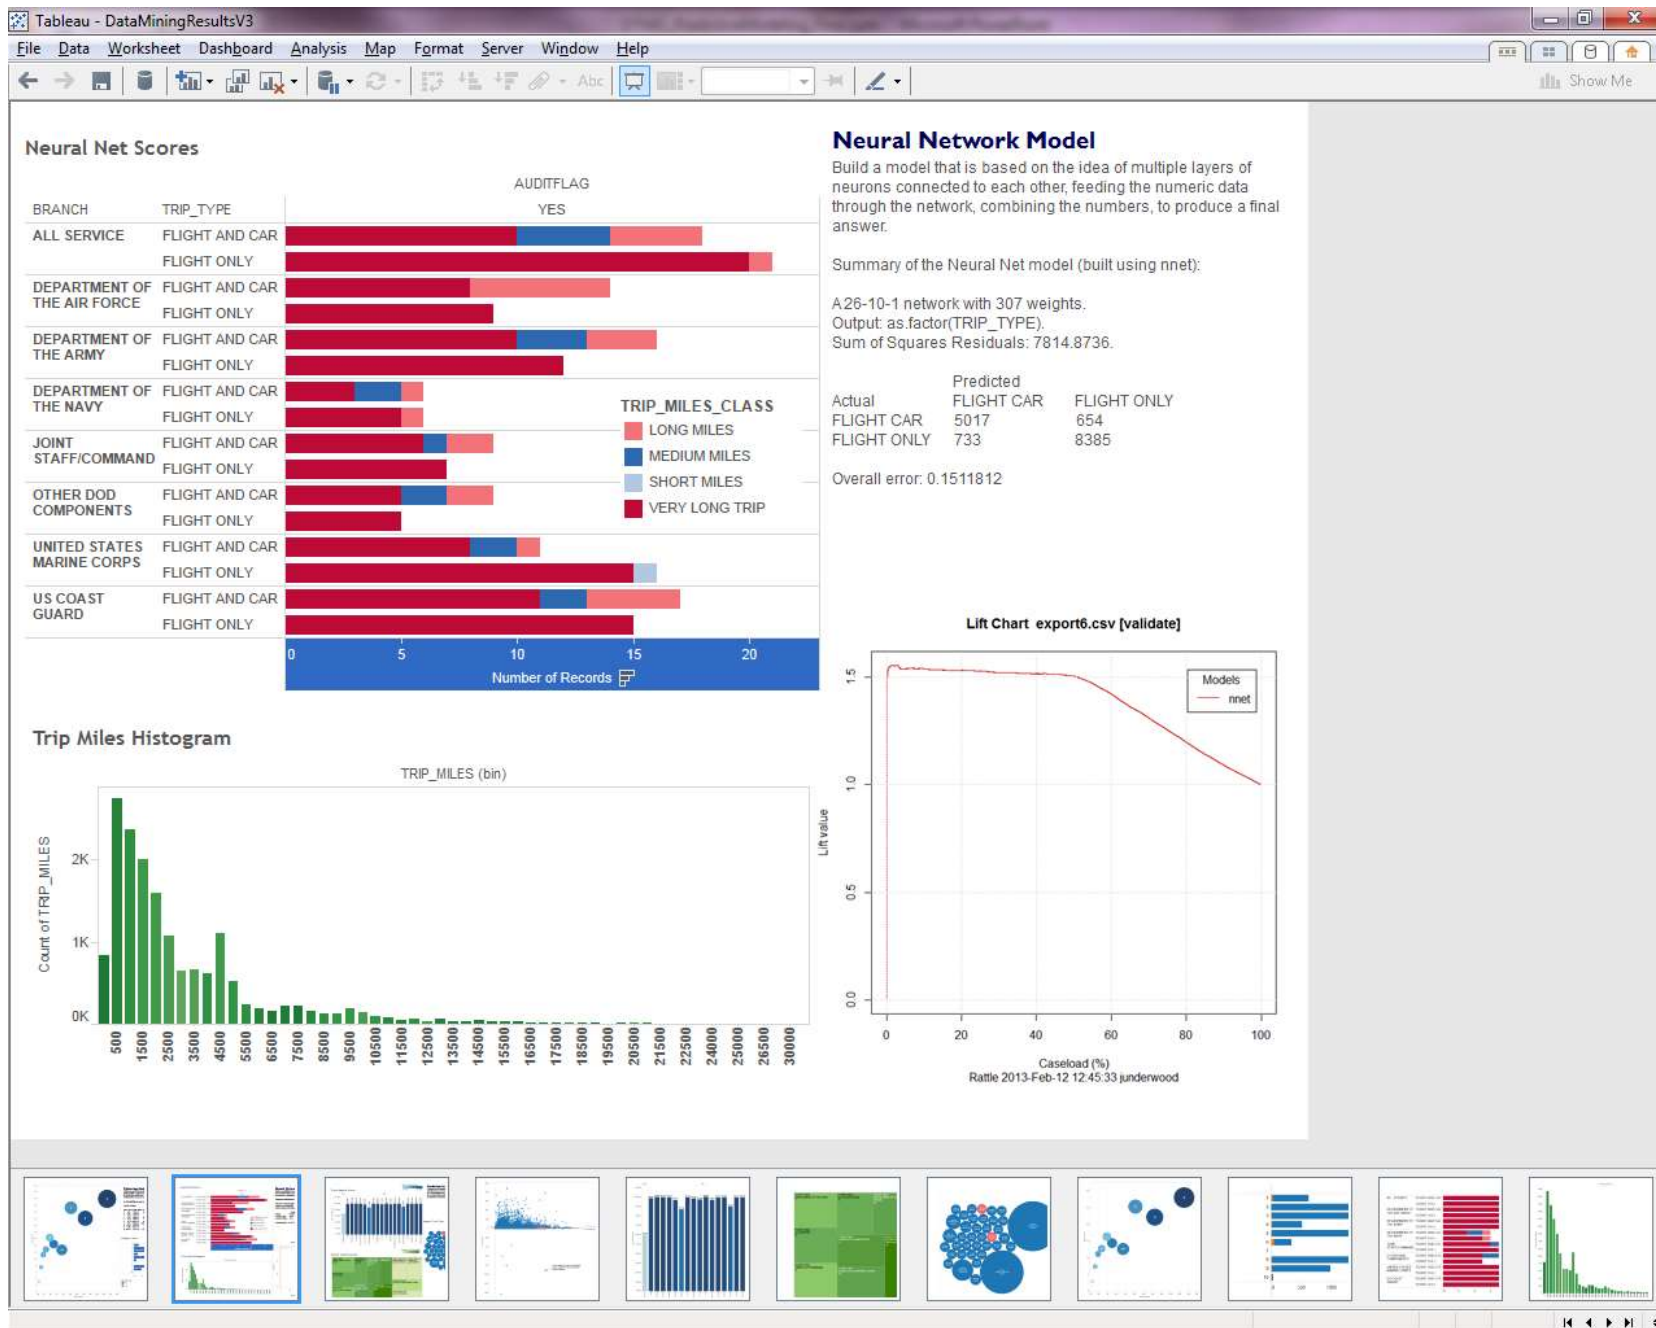 Tableau - DataMiningResultsV3
File Data Worksheet Dashboard Analysis Map Format Server Window Help
Abc
Show Me
Neural Net Scores
AUDITFLAG
BRANCH TRIP_TYPE YES
ALL SERVICE FLIGHT AND CAR
FLIGHT ONLY
DEPARTMENT OF FLIGHT AND CAR
THE AIR FORCE
FLIGHT ONLY
DEPARTMENT OF FLIGHT AND CAR
THE ARMY
FLIGHT ONLY
DEPARTMENT OF FLIGHT AND CAR
THE NAVY
FLIGHT ONLY
JOINT FLIGHT AND CAR
STAFF/COMMAND
FLIGHT ONLY
OTHER DOD FLIGHT AND CAR
COMPONENTS
FLIGHT ONLY
UNITED STATES FLIGHT AND CAR
MARINE CORPS
FLIGHT ONLY
US COAST FLIGHT AND CAR
GUARD
FLIGHT ONLY
TRIP_MILES_CLASS
LONG MILES
MEDIUM MILES
SHORT MILES
VERY LONG TRIP
0 5 10 15 20
Number of Records
Neural Network Model
Build a model that is based on the idea of multiple layers of
neurons connected to each other, feeding the numeric data
through the network, combining the numbers, to produce a final
answer.
Summary of the Neural Net model (built using nnet):
A 26-10-1 network with 307 weights.
Output: as.factor(TRIP_TYPE).
Sum of Squares Residuals: 7814.8736.
Predicted
Actual FLIGHT CAR FLIGHT ONLY
FLIGHT CAR 5017 654
FLIGHT ONLY 733 8385
Overall error: 0.1511812
Lift Chart export6.csv [validate]
Models
nnet
1.5
1.0
0.5
0.0
Lift value
0 20 40 60 80 100
Caseload (%)
Rattle 2013-Feb-12 12:45:33 junderwood
Trip Miles Histogram
TRIP_MILES (bin)
Count of TRIP_MILES
2K
1K
0K
500 1500 2500 3500 4500 5500 6500 7500 8500 9500 10500 11500 12500 13500 14500 15500 16500 17500 18500 19500 20500 21500 22500 24000 25000 26500 30000